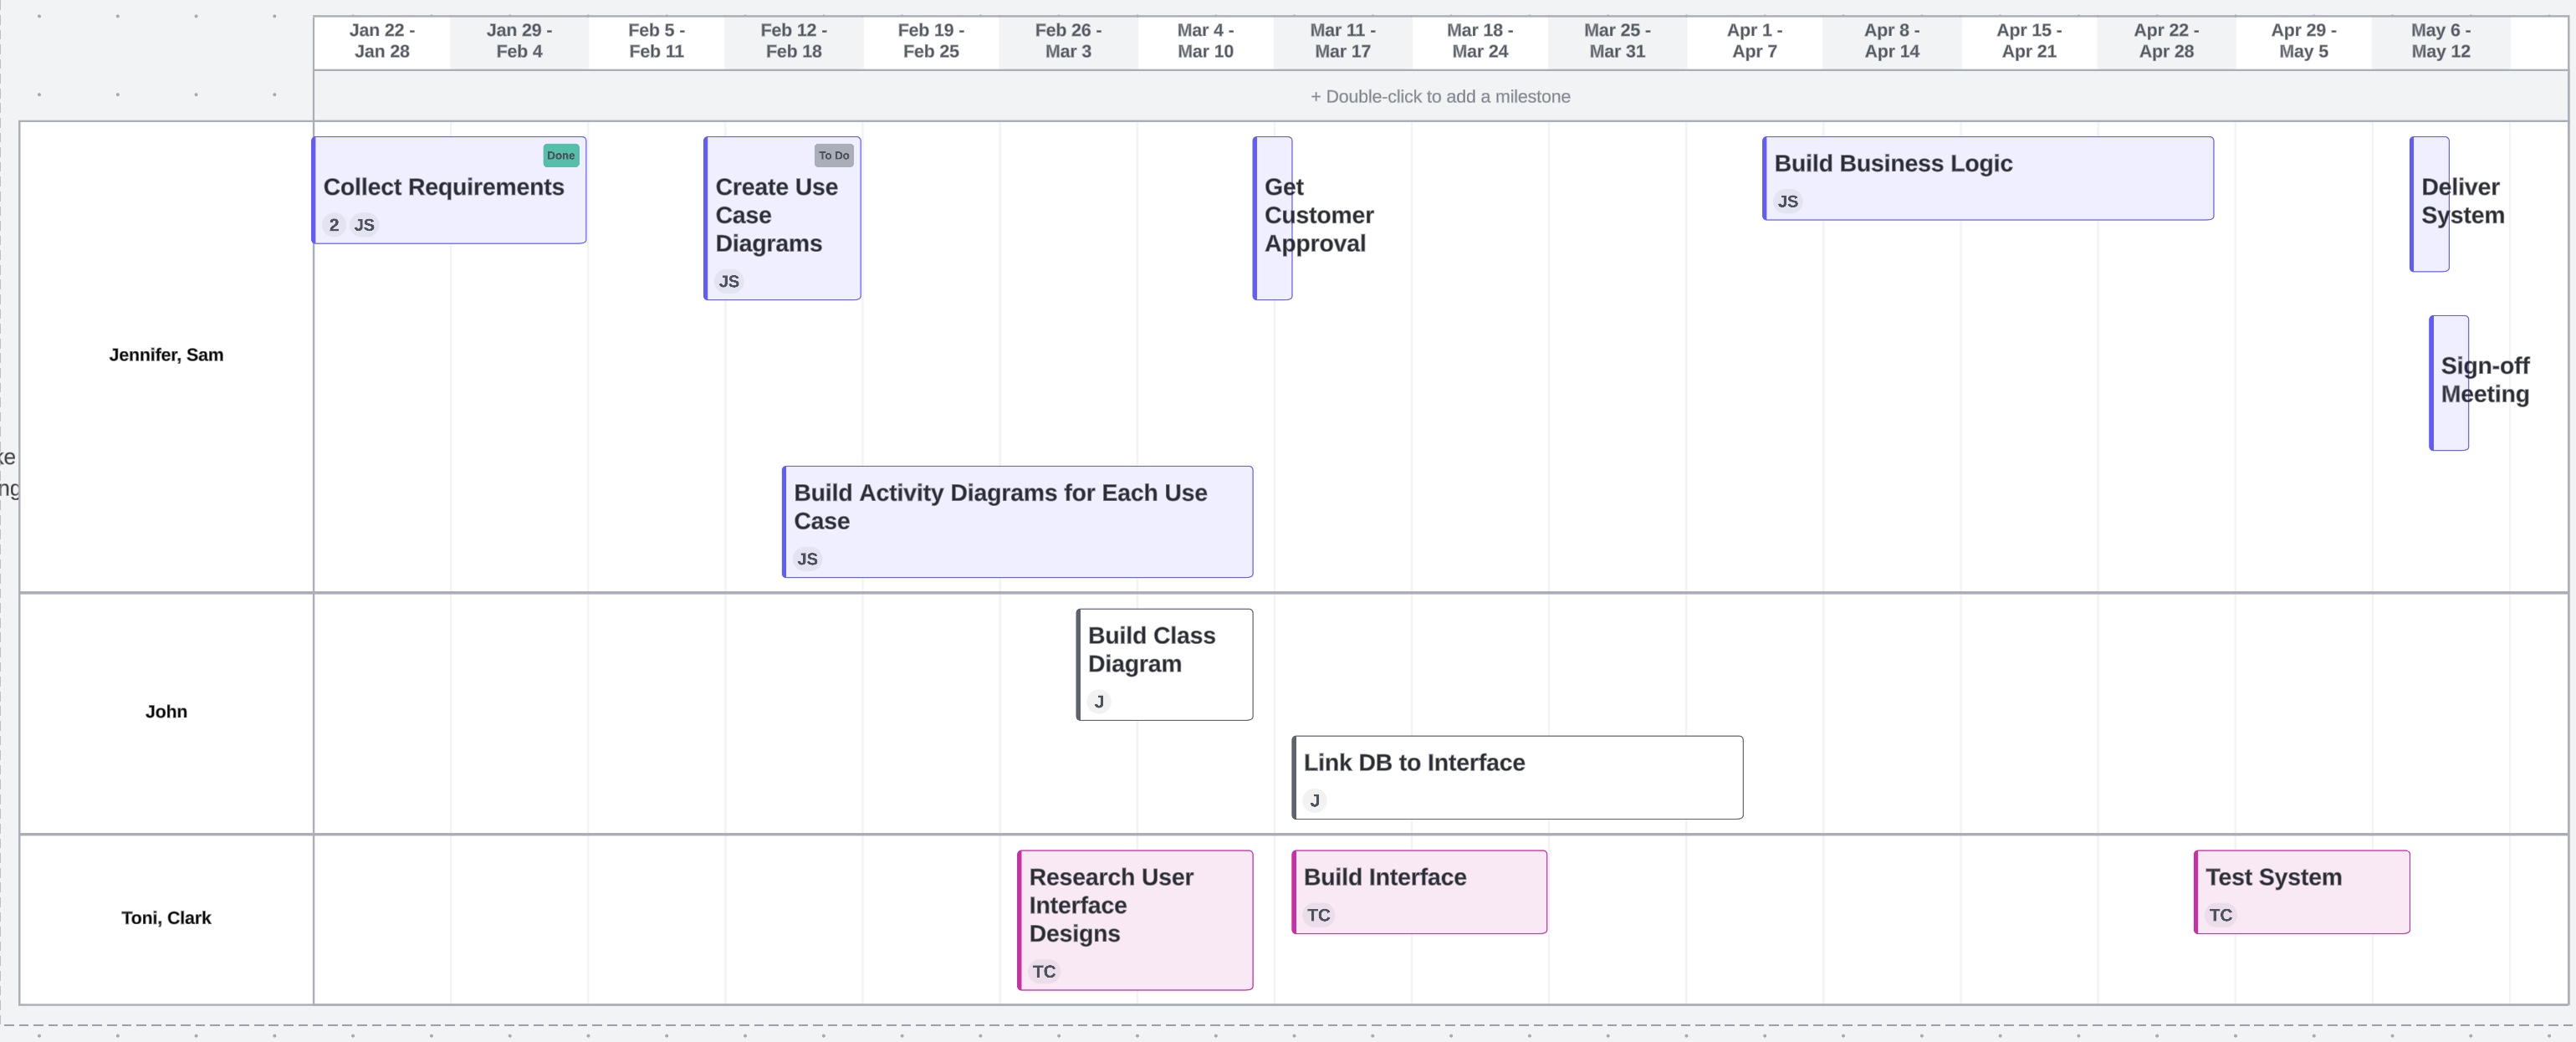 Jan 22 -
Jan 28
Jan 29 -
Feb 4
Feb 5 -
Feb 11
Feb 12 -
Feb 18
Feb 19 -
Feb 25
Feb 26 -
Mar 3
Mar 4 -
Mar 10
Mar 11 -
Mar 17
Mar 18 -
Mar 24
Mar 25 -
Mar 31
Apr 1 -
Apr 7
Apr 8 -
Apr 14
Apr 15 -
Apr 21
Apr 22 -
Apr 28
Apr 29 -
May 5
May 6 -
May 12
+ Double-click to add a milestone
Jennifer, Sam
Done
Collect Requirements
2 JS
To Do
Create Use
Case
Diagrams
JS
Get
Customer
Approval
Build Business Logic
JS
Deliver
System
Sign-off
Meeting
Build Activity Diagrams for Each Use
Case
JS
John
Build Class
Diagram
J
Link DB to Interface
J
Toni, Clark
Research User
Interface
Designs
TC
Build Interface
TC
Test System
TC